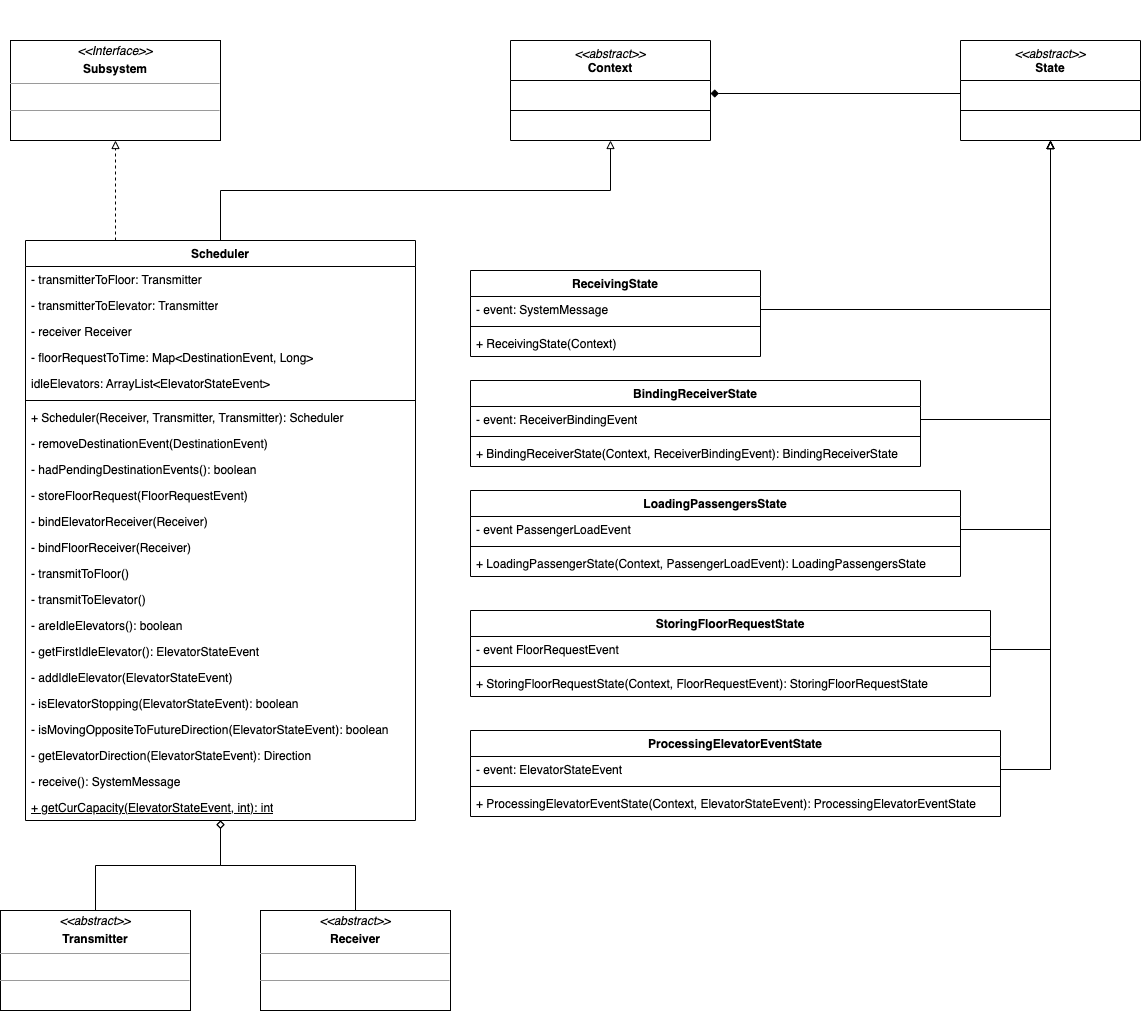 <<Interface>>
Subsystem
<<abstract>>
Context
<<abstract>>
State
Scheduler
- transmitterToFloor: Transmitter
- transmitterToElevator: Transmitter
- receiver Receiver
- floorRequestToTime: Map<DestinationEvent, Long>
idleElevators: ArrayList<ElevatorStateEvent>
+ Scheduler(Receiver, Transmitter, Transmitter): Scheduler
- removeDestinationEvent(DestinationEvent)
- hadPendingDestinationEvents(): boolean
- storeFloorRequest(FloorRequestEvent)
- bindElevatorReceiver(Receiver)
- bindFloorReceiver(Receiver)
- transmitToFloor()
- transmitToElevator()
- areIdleElevators(): boolean
- getFirstIdleElevator(): ElevatorStateEvent
- addIdleElevator(ElevatorStateEvent)
- isElevatorStopping(ElevatorStateEvent): boolean
- isMovingOppositeToFutureDirection(ElevatorStateEvent): boolean
- getElevatorDirection(ElevatorStateEvent): Direction
- receive(): SystemMessage
+ getCurCapacity(ElevatorStateEvent, int): int
ReceivingState
- event: SystemMessage
+ ReceivingState(Context)
BindingReceiverState
- event: ReceiverBindingEvent
+ BindingReceiverState(Context, ReceiverBindingEvent): BindingReceiverState
LoadingPassengersState
- event PassengerLoadEvent
+ LoadingPassengerState(Context, PassengerLoadEvent): LoadingPassengersState
StoringFloorRequestState
- event FloorRequestEvent
+ StoringFloorRequestState(Context, FloorRequestEvent): StoringFloorRequestState
ProcessingElevatorEventState
- event: ElevatorStateEvent
+ ProcessingElevatorEventState(Context, ElevatorStateEvent): ProcessingElevatorEventState
<<abstract>>
Transmitter
<<abstract>>
Receiver